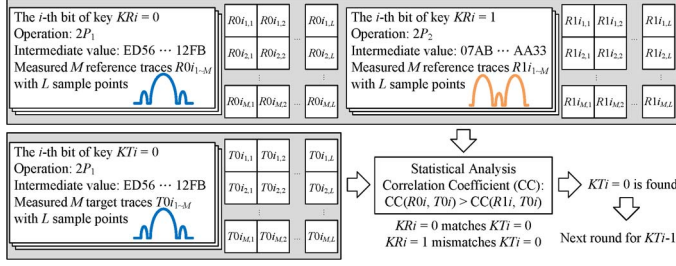 The i-th bit of key KRi = 0
Operation: 2P1
Intermediate value: ED56 ··· 12FB
Measured M reference traces R0i1~M
with L sample points
R0i1,1 R0i1,2 ... R0i1,L
R0i2,1 R0i2,2 R0i2,L
⋮ ⋮
R0iM,1 R0iM,2 R0iM,L
The i-th bit of key KRi = 1
Operation: 2P2
Intermediate value: 07AB ··· AA33
Measured M reference traces R1i1~M
with L sample points
R1i1,1 R1i1,2 ... R1i1,L
R1i2,1 R1i2,2 R1i2,L
⋮ ⋮
R1iM,1 R1iM,2 R1iM,L
The i-th bit of key KTi = 0
Operation: 2P1
Intermediate value: ED56 ··· 12FB
Measured M target traces T0i1~M
with L sample points
T0i1,1 T0i1,2 ... T0i1,L
T0i2,1 T0i2,2 T0i2,L
⋮ ⋮
T0iM,1 T0iM,2 T0iM,L
Statistical Analysis
Correlation Coefficient (CC):
CC(R0i, T0i) > CC(R1i, T0i)
KRi = 0 matches KTi = 0
KRi = 1 mismatches KTi = 0
KTi = 0 is found
Next round for KTi-1